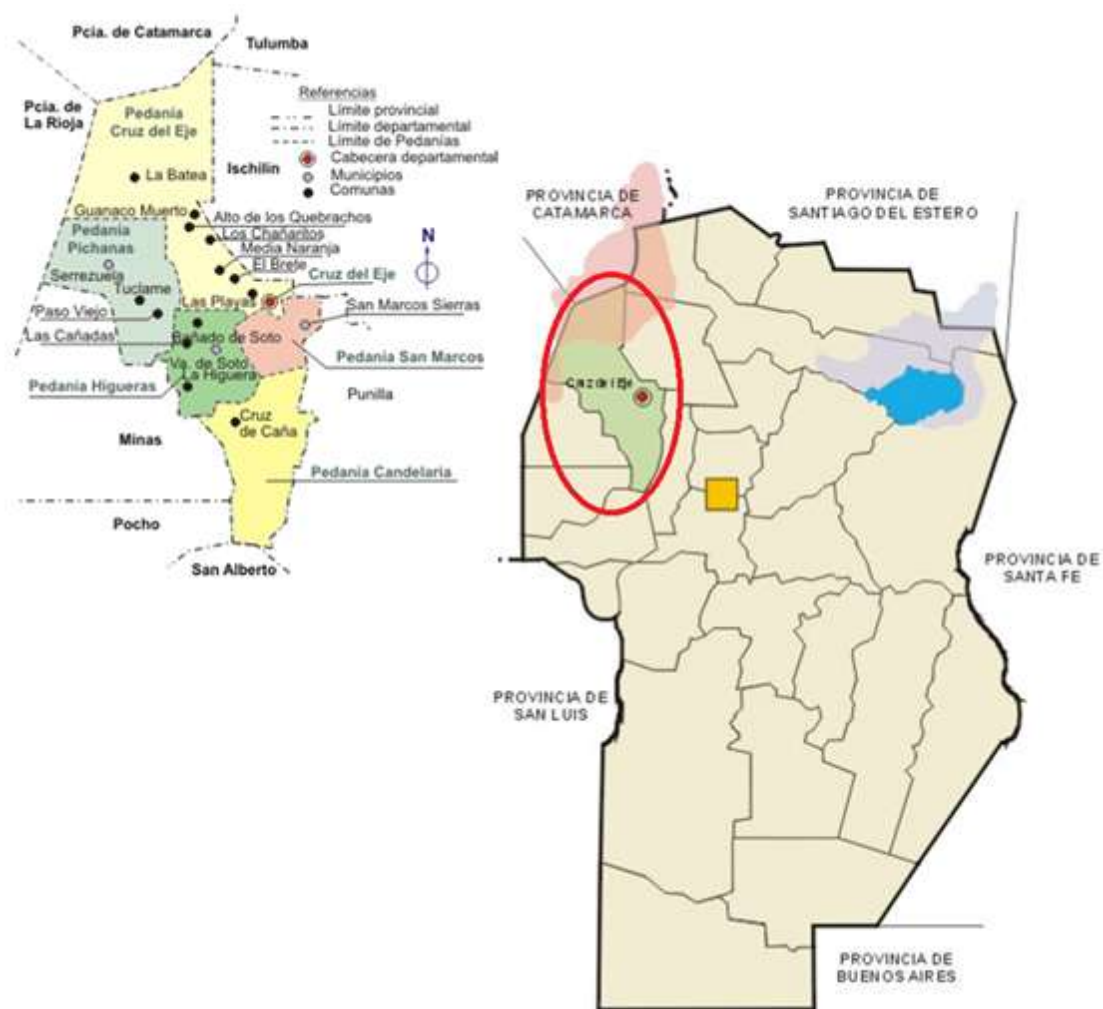 Pcia. de Catamarca
Tulumba
Pcia. de
La Rioja
Pedanía
Cruz del Eje
Referencias
Límite provincial
Límite departamental
Límite de Pedanías
Cabecera departamental
Municipios
Comunas
Ischilin
La Batea
Guanaco Muerto
Alto de los Quebrachos
Los Chañaritos
Media Naranja
El Brete
Cruz del Eje
N
Pedanía
Pichanas
Serrezuela
Tuclame
Las Playas
San Marcos Sierras
Paso Viejo
Las Cañadas
Bañado de Soto
Va. de Soto
Pedanía San Marcos
La Higuera
Pedanía Higueras
Punilla
Cruz
de Caña
Minas
Pedanía Candelaria
Pocho
San Alberto
PROVINCIA DE
CATAMARCA
PROVINCIA DE
SANTIAGO DEL ESTERO
Cruz del Eje
PROVINCIA DE
SANTA FE
PROVINCIA DE
SAN LUIS
PROVINCIA DE
BUENOS AIRES